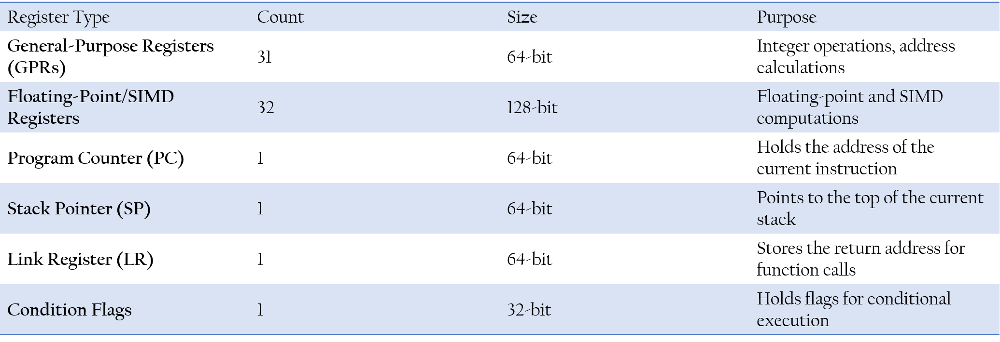 Register Type Count Size Purpose
General-Purpose Registers (GPRs) 31 64-bit Integer operations, address calculations
Floating-Point/SIMD Registers 32 128-bit Floating-point and SIMD computations
Program Counter (PC) 1 64-bit Holds the address of the current instruction
Stack Pointer (SP) 1 64-bit Points to the top of the current stack
Link Register (LR) 1 64-bit Stores the return address for function calls
Condition Flags 1 32-bit Holds flags for conditional execution